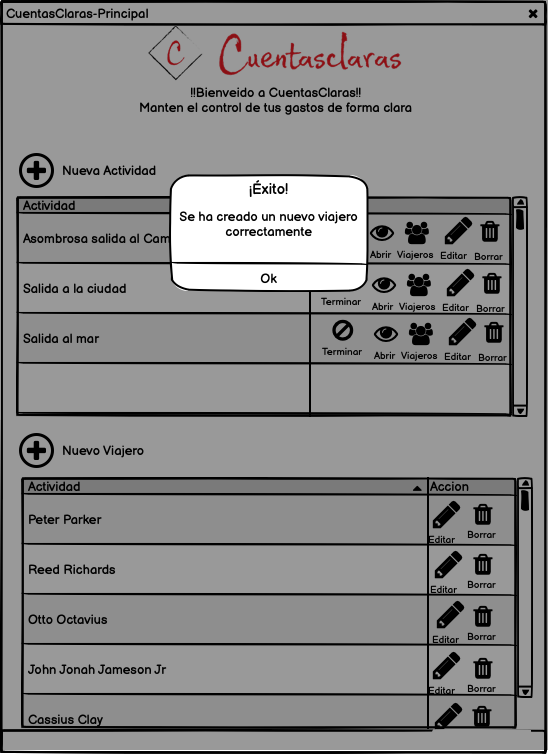 CuentasClaras-Principal
C Cuentasclaras
!!Bienveido a CuentasClaras!!
Manten el control de tus gastos de forma clara
Nueva Actividad
Actividad
¡Éxito!
Se ha creado un nuevo viajero
correctamente
Ok
Asombrosa salida al Cam
Abrir Viajeros Editar Borrar
Salida a la ciudad
Terminar Abrir Viajeros Editar Borrar
Salida al mar
Terminar Abrir Viajeros Editar Borrar
Nuevo Viajero
Actividad Accion
Peter Parker
Editar Borrar
Reed Richards
Editar Borrar
Otto Octavius
Editar Borrar
John Jonah Jameson Jr
Editar Borrar
Cassius Clay